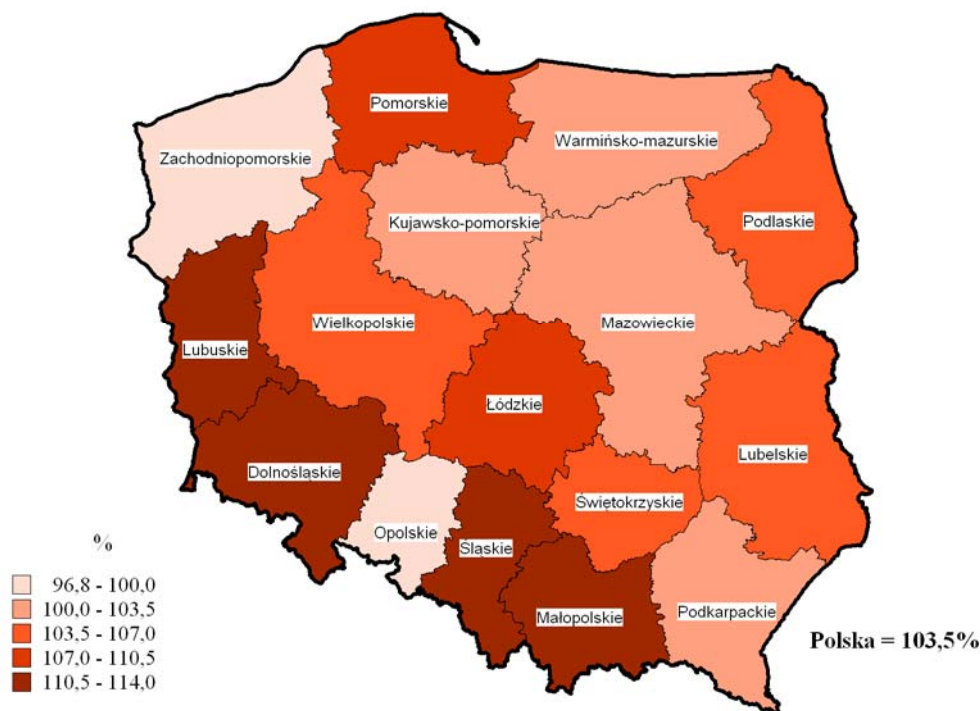 Pomorskie
Warmińsko-mazurskie
Zachodniopomorskie
Kujawsko-pomorskie
Podlaskie
Wielkopolskie
Mazowieckie
Lubuskie
Łódzkie
Lubelskie
Dolnośląskie
Świętokrzyskie
Opolskie
Śląskie
Małopolskie
Podkarpackie
%
96,8 - 100,0
100,0 - 103,5
103,5 - 107,0
107,0 - 110,5
110,5 - 114,0
Polska = 103,5%